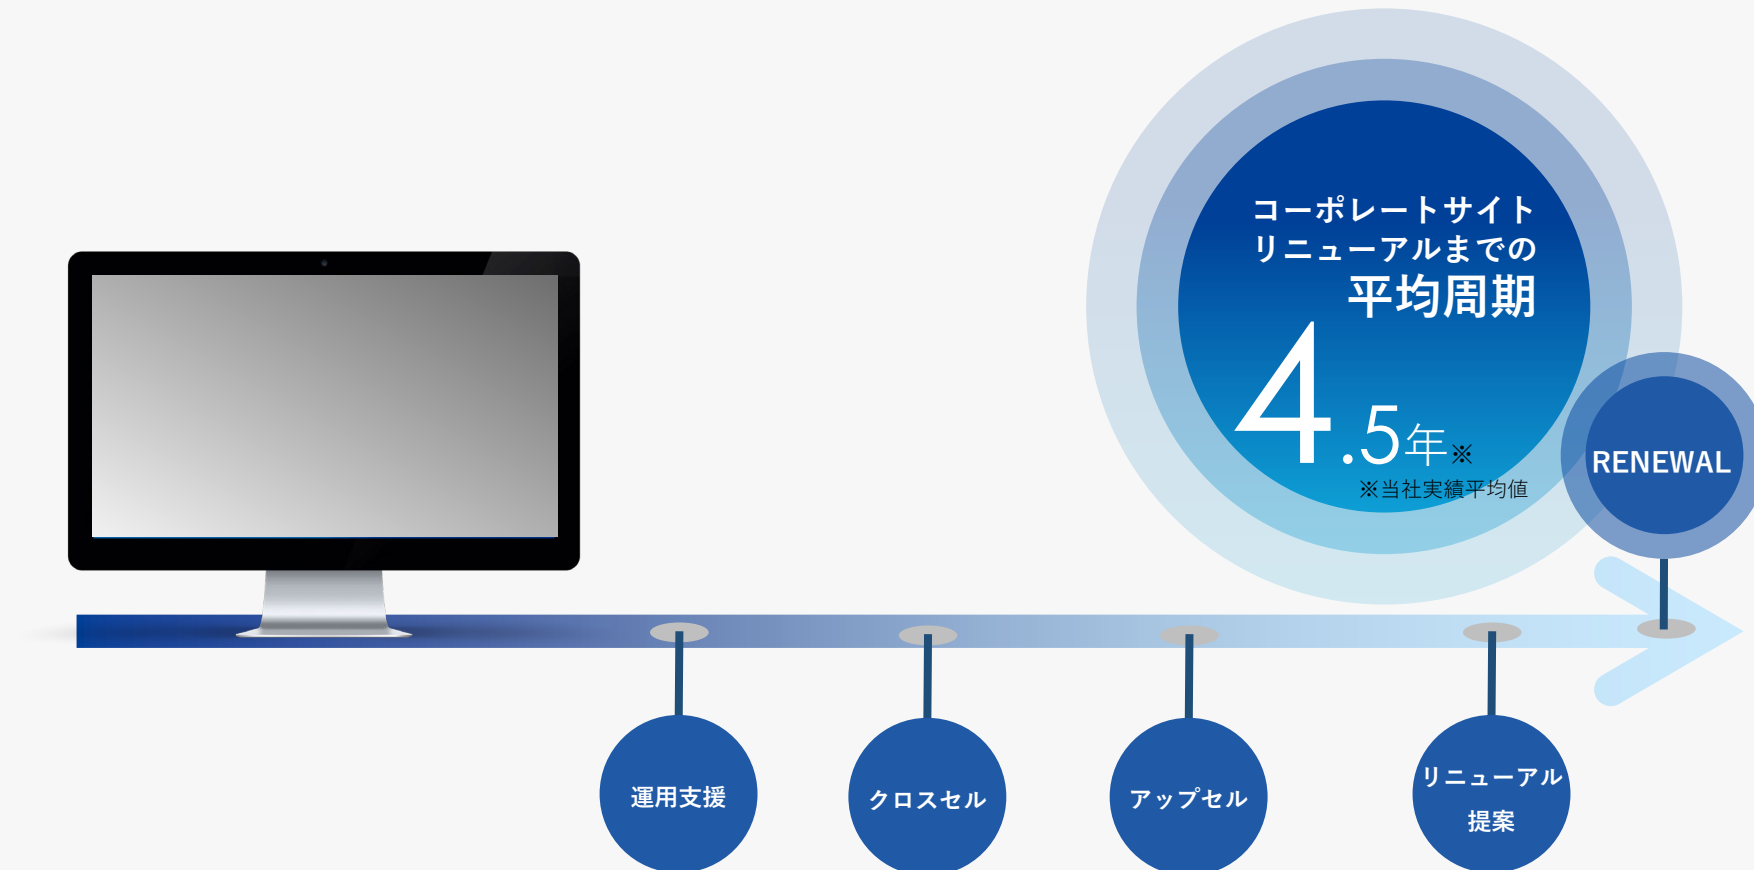 コーポレートサイト
リニューアルまでの
平均周期
4.5年※
※当社実績平均値
RENEWAL
運用支援
クロスセル
アップセル
リニューアル
提案